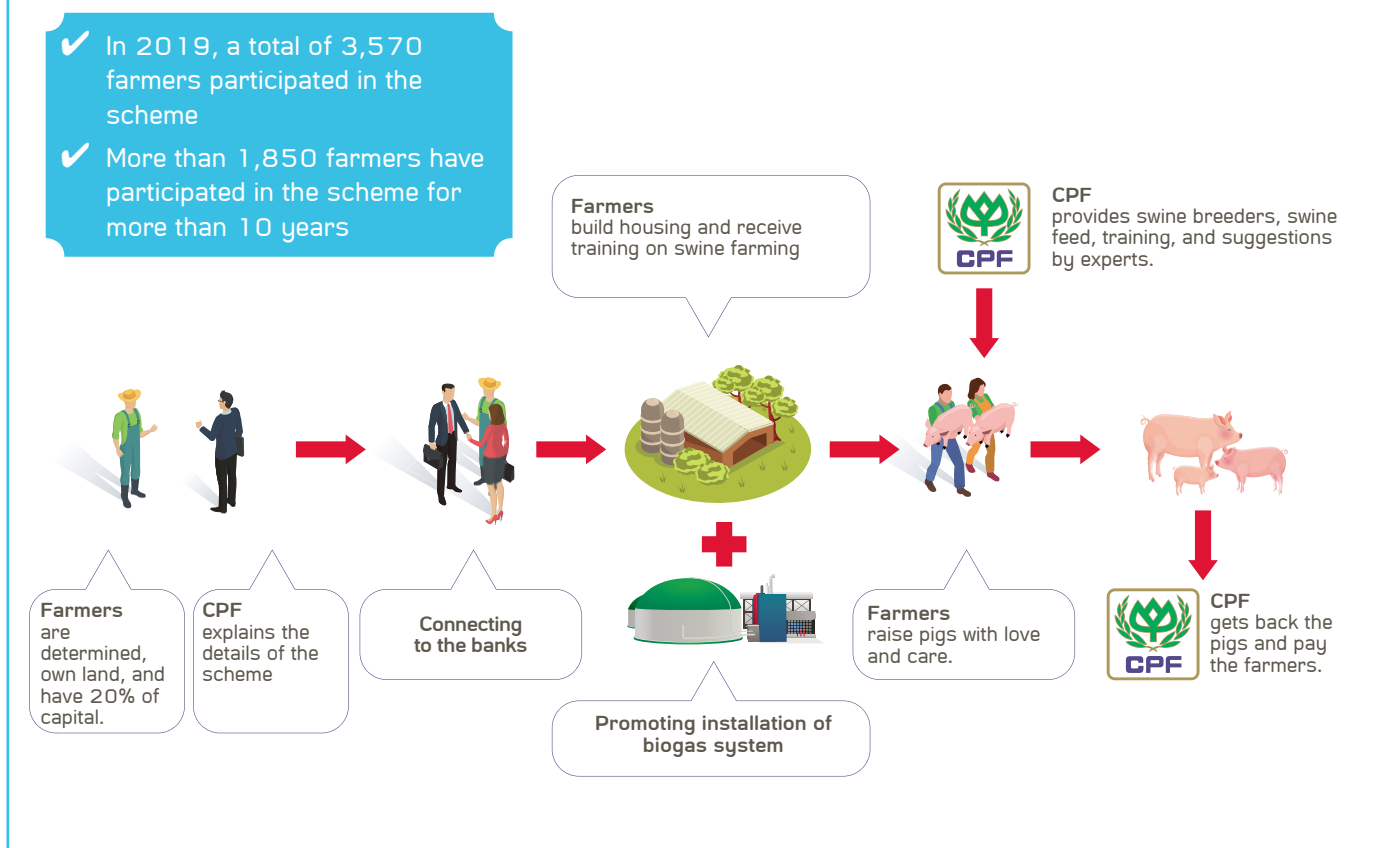 In 2019, a total of 3,570
farmers participated in the
scheme
More than 1,850 farmers have
participated in the scheme for
more than 10 years
Farmers
build housing and receive
training on swine farming
CPF
CPF
provides swine breeders, swine
feed, training, and suggestions
by experts.
Farmers
are
determined,
own land, and
have 20% of
capital.
CPF
explains the
details of the
scheme
Connecting
to the banks
Promoting installation of
biogas system
Farmers
raise pigs with love
and care.
CPF
CPF
gets back the
pigs and pay
the farmers.